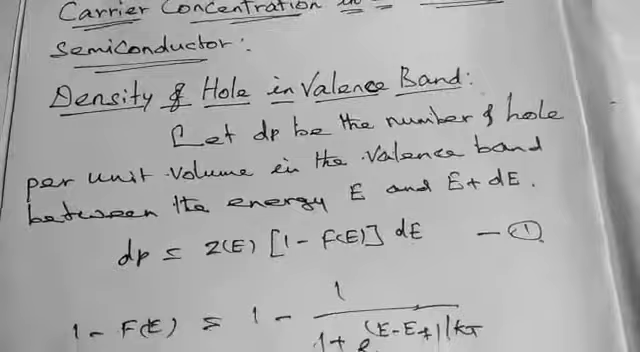 Carrier Concentration in
Semiconductor:
Density of Hole in Valence Band:
Let dp be the number of hole
per unit volume in the valence band
between the energy E and E+dE.
dp = Z(E) [1 - F(E)] dE — ①
1 - F(E) = 1 - 1 / 1 + e^(E-Ef)/kT